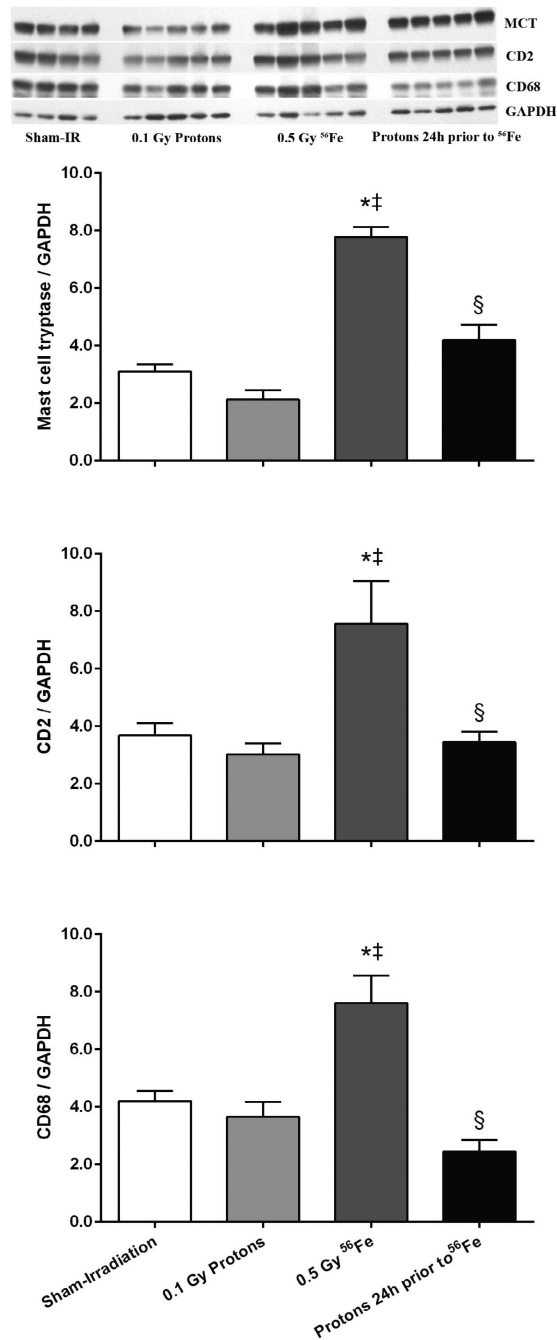 MCT
CD2
CD68
GAPDH
Sham-IR 0.1 Gy Protons 0.5 Gy ⁵⁶Fe Protons 24h prior to ⁵⁶Fe
Mast cell tryptase / GAPDH
10.0
8.0
6.0
4.0
2.0
0.0
*‡
§
CD2 / GAPDH
10.0
8.0
6.0
4.0
2.0
0.0
*‡
§
CD68 / GAPDH
10.0
8.0
6.0
4.0
2.0
0.0
*‡
§
Sham-Irradiation
0.1 Gy Protons
0.5 Gy ⁵⁶Fe
Protons 24h prior to ⁵⁶Fe